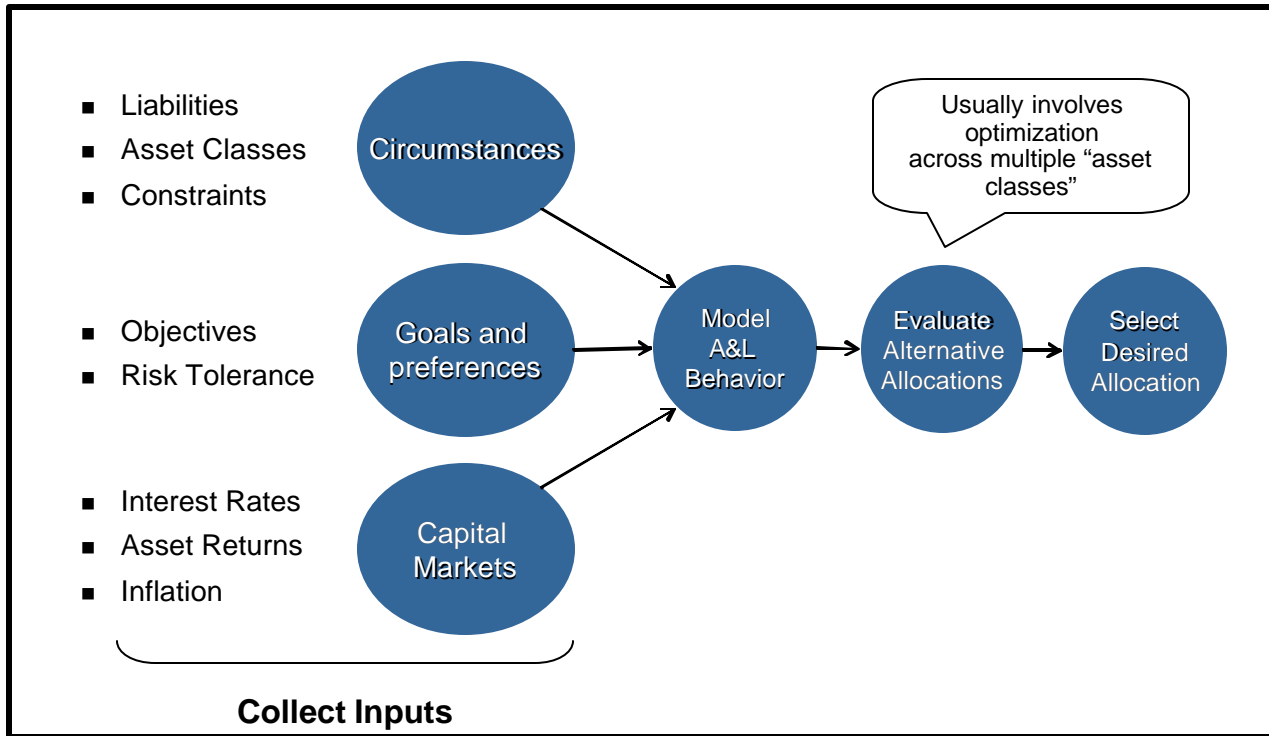 ■ Liabilities
■ Asset Classes
■ Constraints
Circumstances
Usually involves
optimization
across multiple “asset
classes”
■ Objectives
■ Risk Tolerance
Goals and
preferences
Model
A&L
Behavior
Evaluate
Alternative
Allocations
Select
Desired
Allocation
■ Interest Rates
■ Asset Returns
■ Inflation
Capital
Markets
Collect Inputs